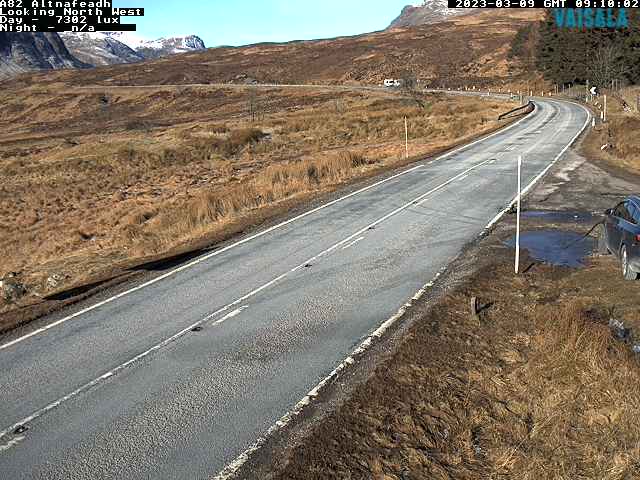 A82 Altnafeadh
2023-03-09 GMT 09:10:02
Looking North West
VAISALA
Day - -7302 lux
Night - n/a